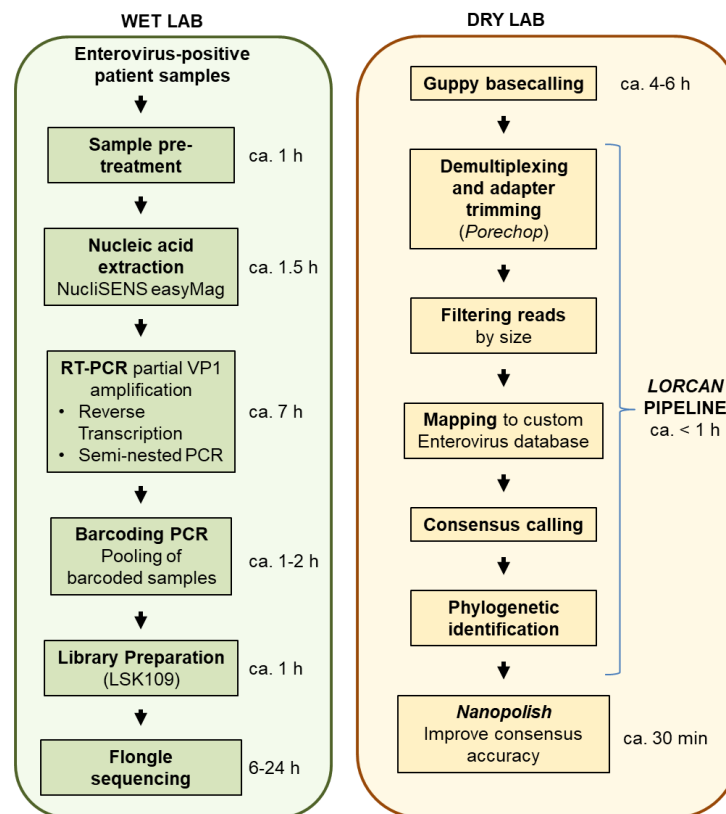 WET LAB
Enterovirus-positive
patient samples
Sample pre-
treatment
ca. 1 h
Nucleic acid
extraction
NucliSENS easyMag
ca. 1.5 h
RT-PCR partial VP1
amplification
• Reverse
Transcription
• Semi-nested PCR
ca. 7 h
Barcoding PCR
Pooling of
barcoded samples
ca. 1-2 h
Library Preparation
(LSK109)
ca. 1 h
Flongle
sequencing
6-24 h
DRY LAB
Guppy basecalling
ca. 4-6 h
Demultiplexing
and adapter
trimming
(Porechop)
Filtering reads
by size
Mapping to custom
Enterovirus database
Consensus calling
Phylogenetic
identification
LORCAN
PIPELINE
ca. < 1 h
Nanopolish
Improve consensus
accuracy
ca. 30 min